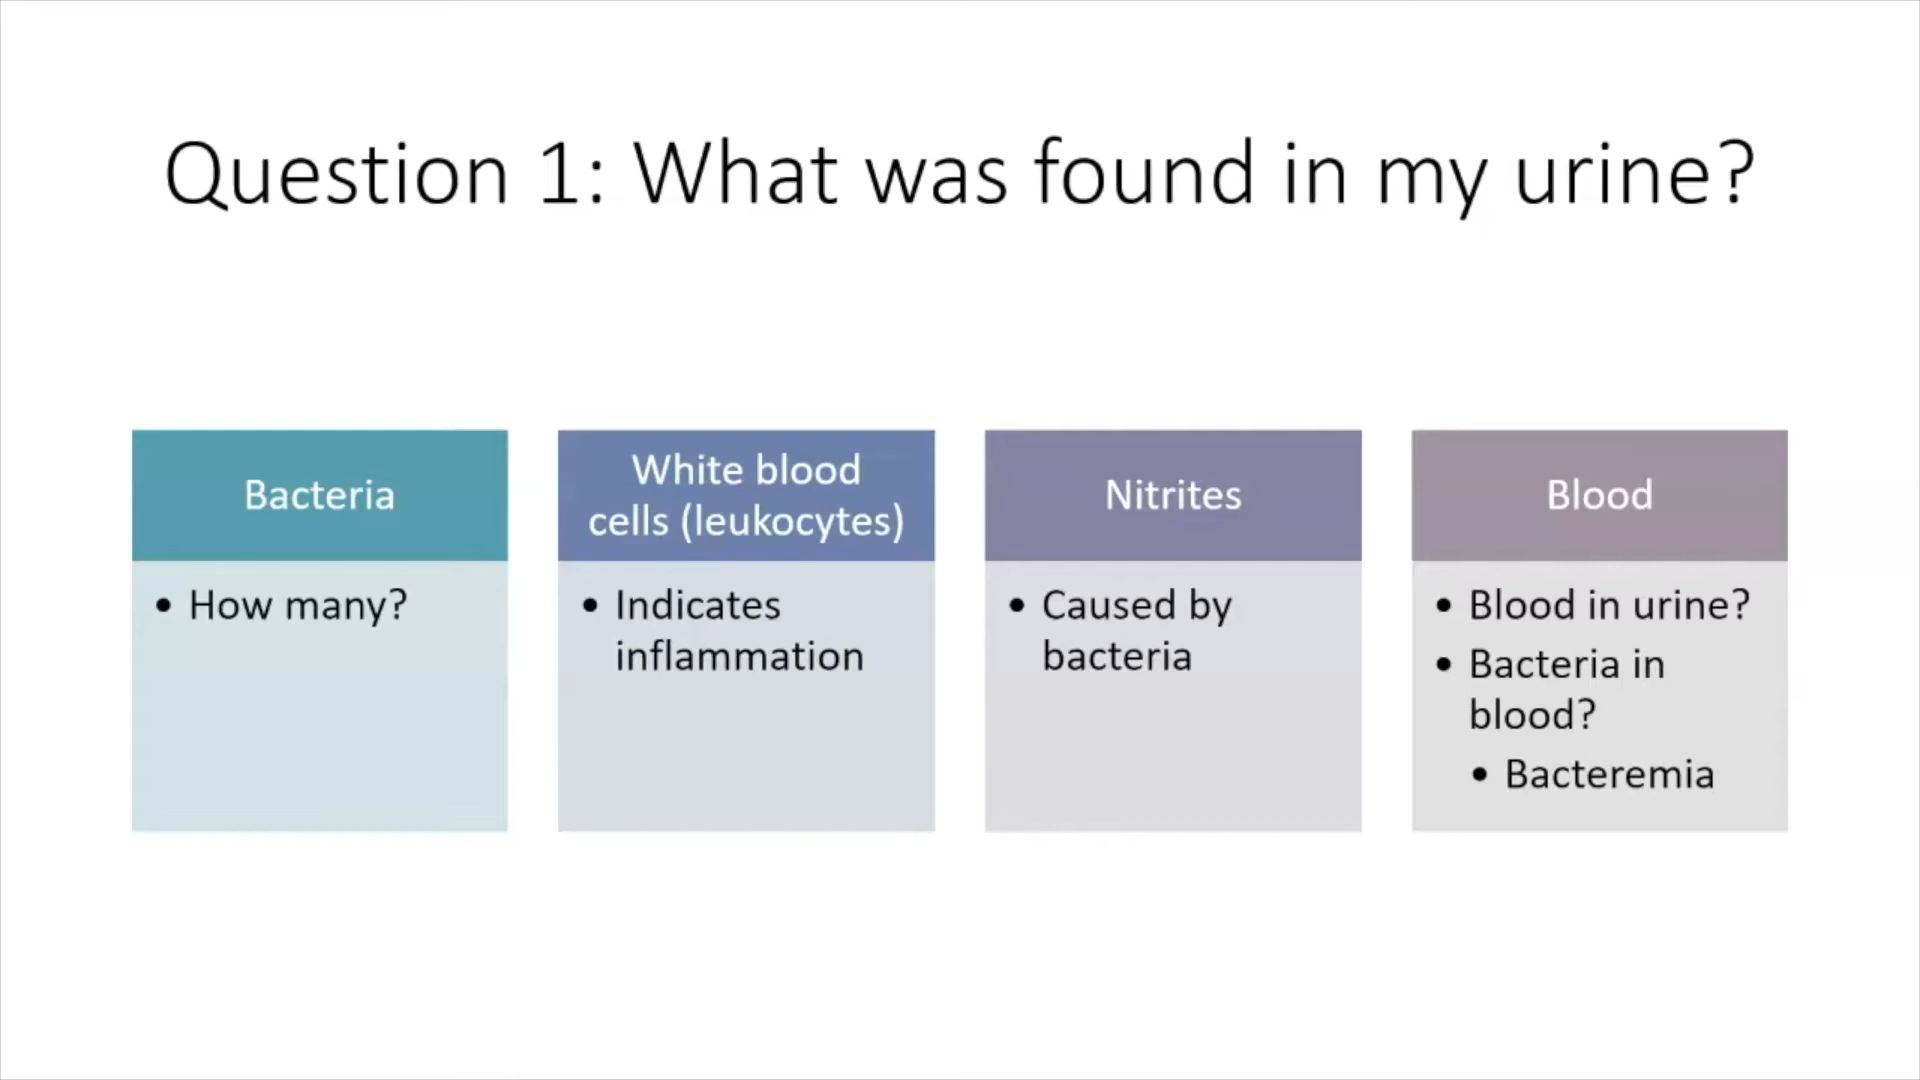 Question 1: What was found in my urine?
Bacteria
• How many?
White blood
cells (leukocytes)
• Indicates
inflammation
Nitrites
• Caused by
bacteria
Blood
• Blood in urine?
• Bacteria in
blood?
• Bacteremia